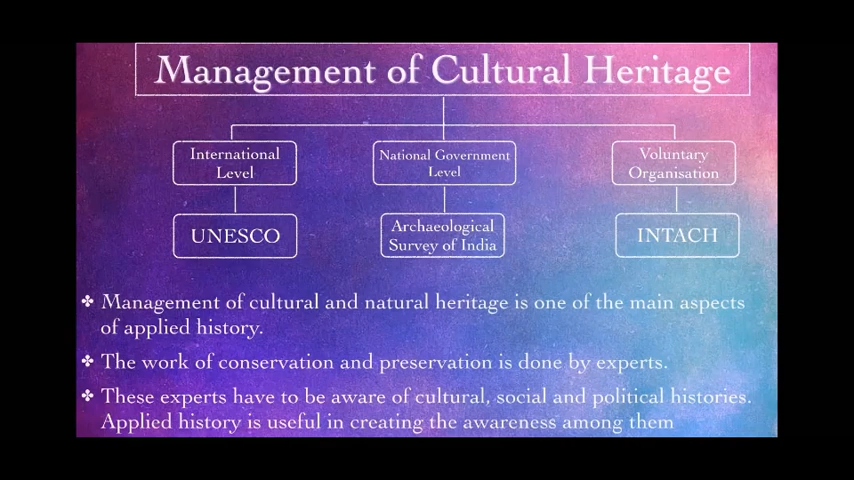 Management of Cultural Heritage
International
Level
National Government
Level
Voluntary
Organisation
UNESCO
Archaeological
Survey of India
INTACH
✤ Management of cultural and natural heritage is one of the main aspects
of applied history.
✤ The work of conservation and preservation is done by experts.
✤ These experts have to be aware of cultural, social and political histories.
Applied history is useful in creating the awareness among them